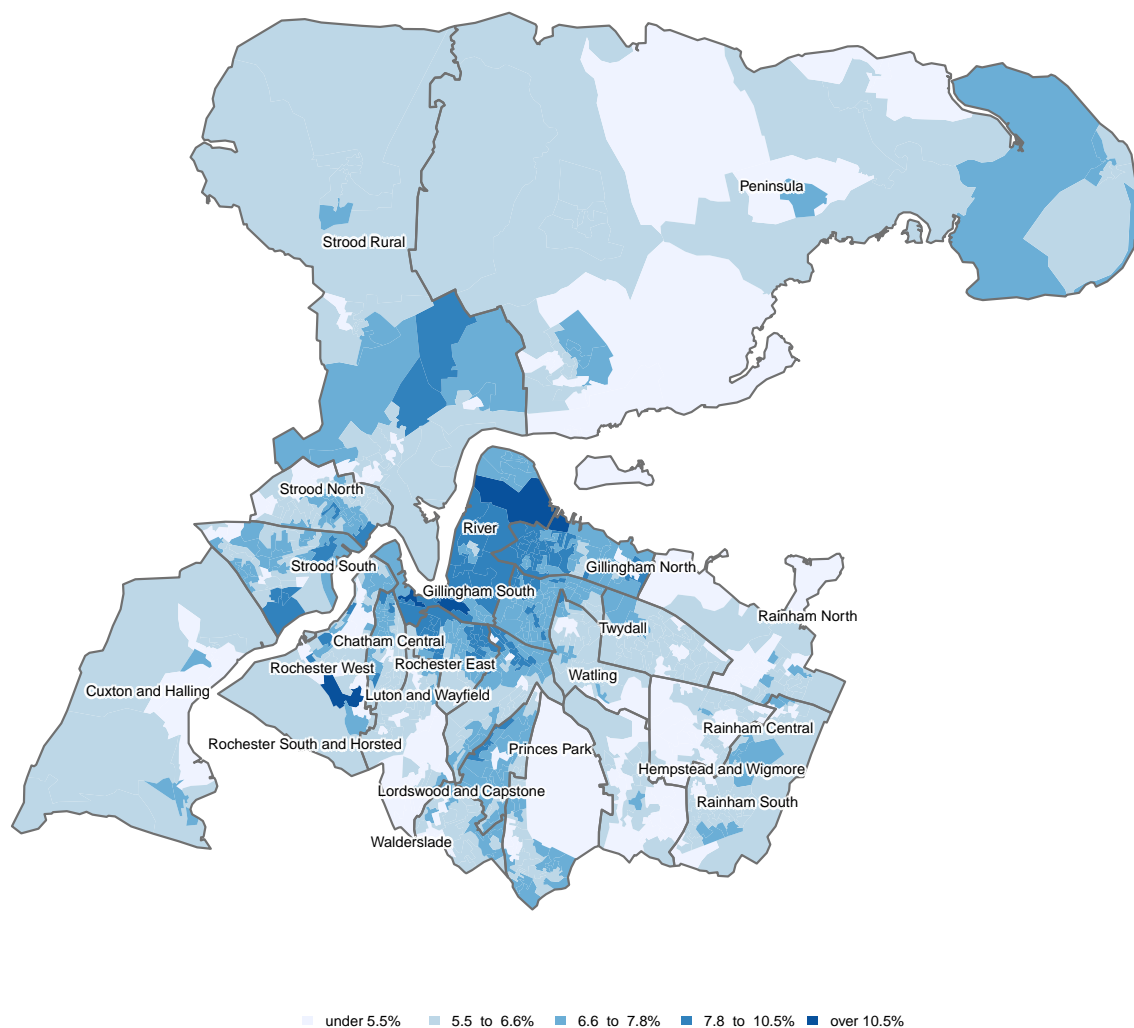 Peninsula
Strood Rural
Strood North
River
Strood South
Gillingham North
Gillingham South
Rainham North
Twydall
Chatham Central
Rochester East
Rochester West
Watling
Cuxton and Halling
Luton and Wayfield
Rainham Central
Rochester South and Horsted
Princes Park
Hempstead and Wigmore
Lordswood and Capstone
Rainham South
Walderslade
under 5.5%
5.5 to 6.6%
6.6 to 7.8%
7.8 to 10.5%
over 10.5%